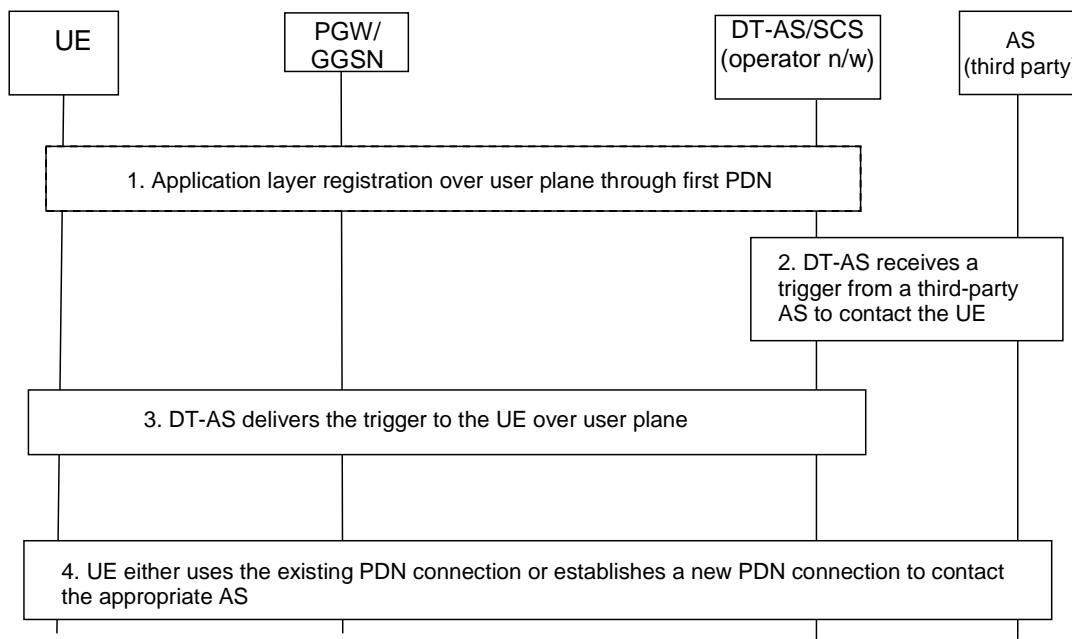 UE
PGW/
GGSN
DT-AS/SCS
(operator n/w)
AS
(third party)
1. Application layer registration over user plane through first PDN
2. DT-AS receives a
trigger from a third-party
AS to contact the UE
3. DT-AS delivers the trigger to the UE over user plane
4. UE either uses the existing PDN connection or establishes a new PDN connection to contact
the appropriate AS